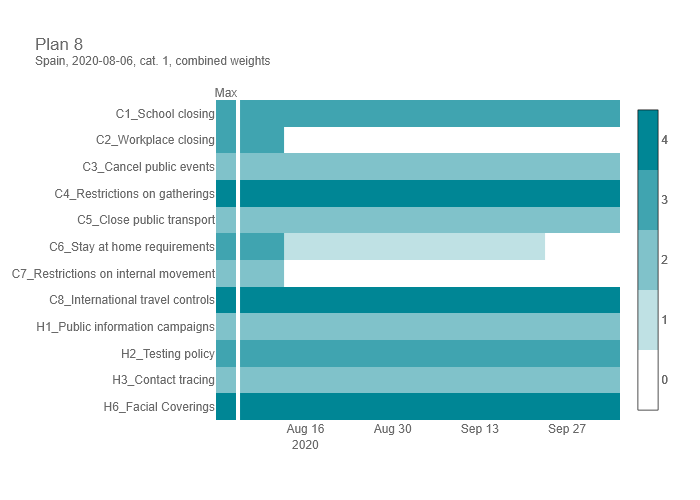 Plan 8
Spain, 2020-08-06, cat. 1, combined weights
Max
C1_School closing
C2_Workplace closing
C3_Cancel public events
C4_Restrictions on gatherings
C5_Close public transport
C6_Stay at home requirements
C7_Restrictions on internal movement
C8_International travel controls
H1_Public information campaigns
H2_Testing policy
H3_Contact tracing
H6_Facial Coverings
Aug 16 Aug 30 Sep 13 Sep 27
2020
4
3
2
1
0